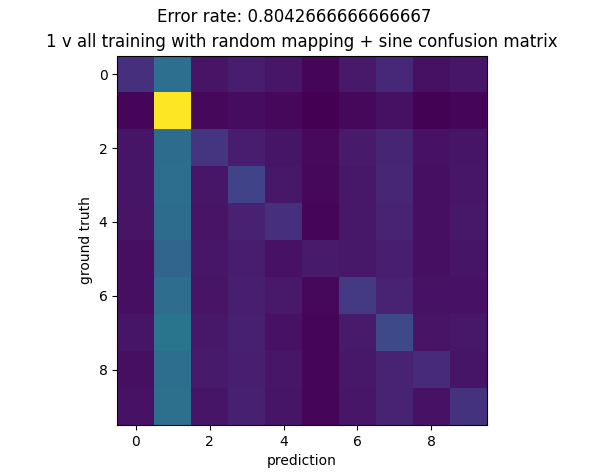 Error rate: 0.8042666666666667
1 v all training with random mapping + sine confusion matrix
0
2
4
6
8
ground truth
0 2 4 6 8
prediction